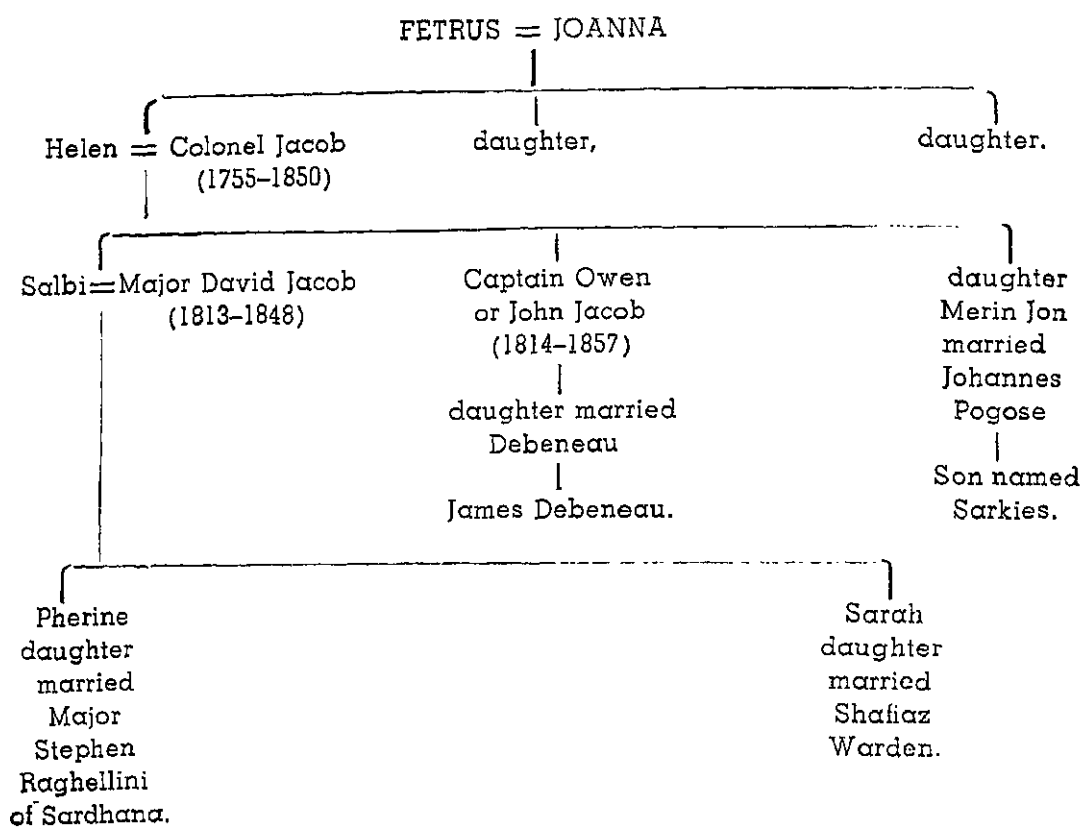 FETRUS = JOANNA
Helen = Colonel Jacob
(1755–1850)
daughter,
daughter.
Salbi=Major David Jacob
(1813–1848)
Captain Owen
or John Jacob
(1814–1857)
daughter married
Debeneau
James Debeneau.
daughter
Merin Jon
married
Johannes
Pogose
Son named
Sarkies.
Pherine
daughter
married
Major
Stephen
Raghellini
of Sardhana.
Sarah
daughter
married
Shafiaz
Warden.